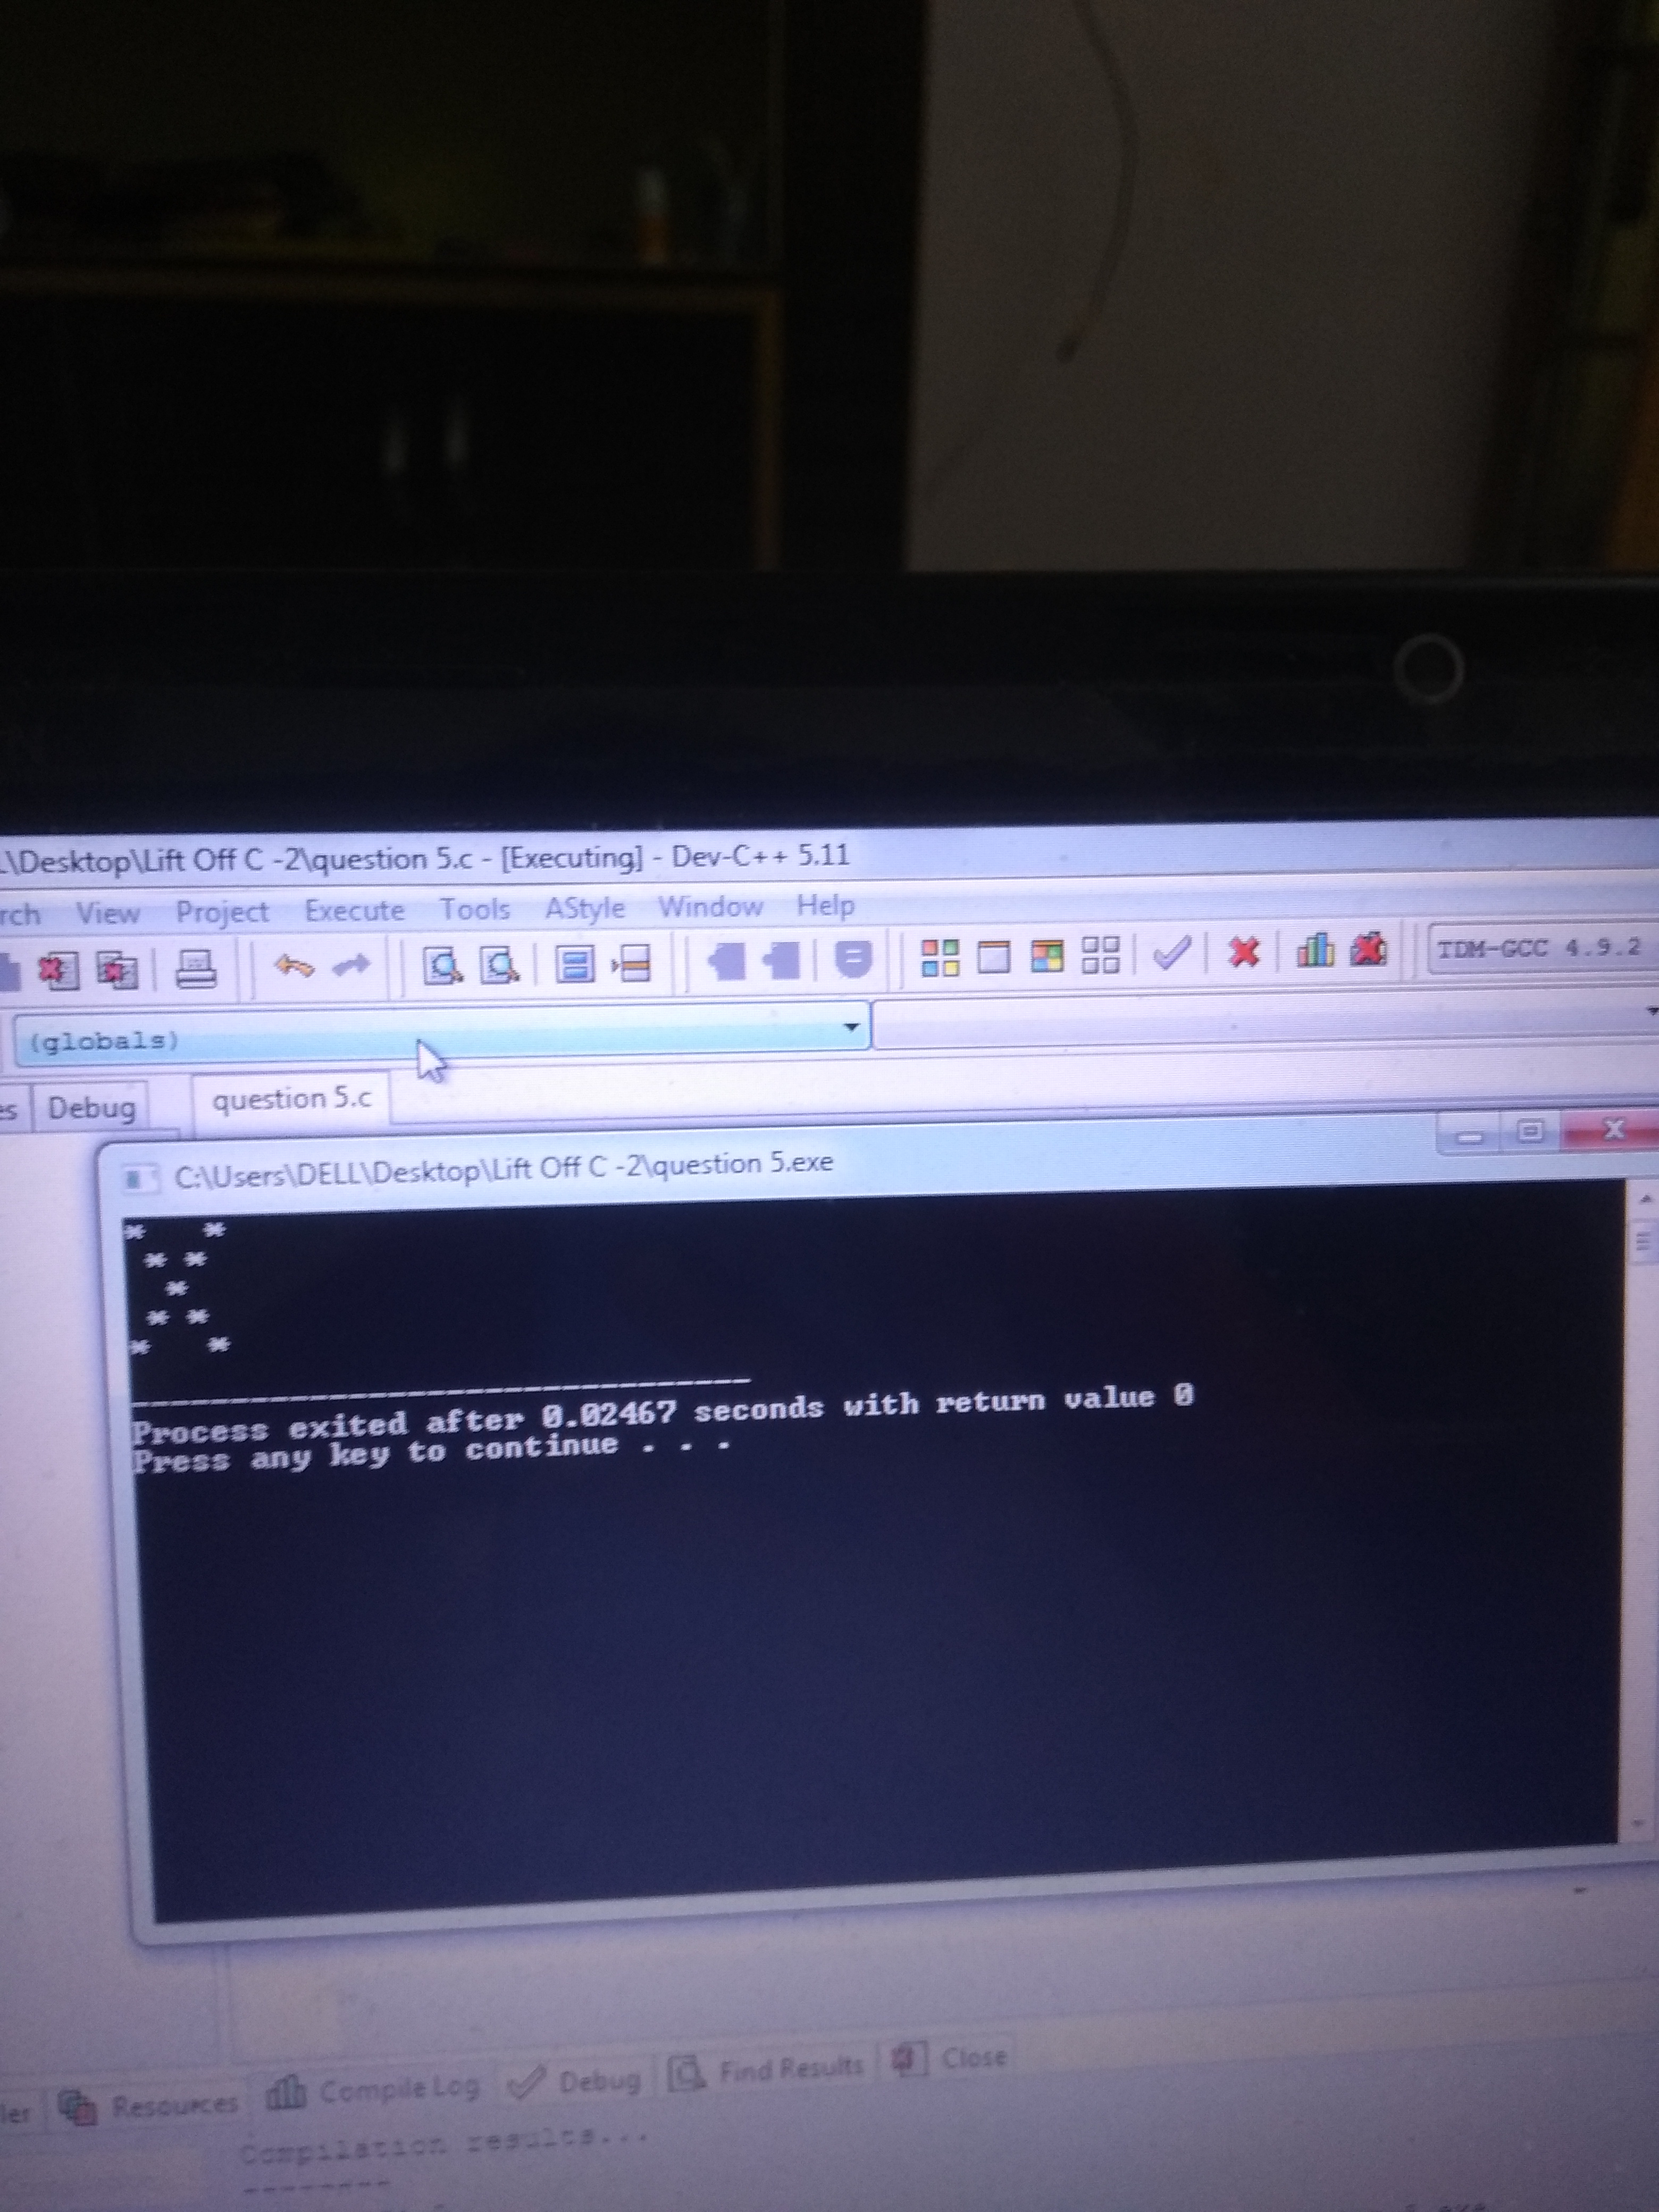 \Desktop\Lift Off C -2\question 5.c - [Executing] - Dev-C++ 5.11
rch View Project Execute Tools AStyle Window Help
TDM-GCC 4.9.2
(globals)
es Debug question 5.c
C:\Users\DELL\Desktop\Lift Off C -2\question 5.exe
*   *
 * *
  *
 * *
*   *
--------------------------------
Process exited after 0.02467 seconds with return value 0
Press any key to continue . . .
ler Resources Compile Log Debug Find Results Close
Compilation results...
--------